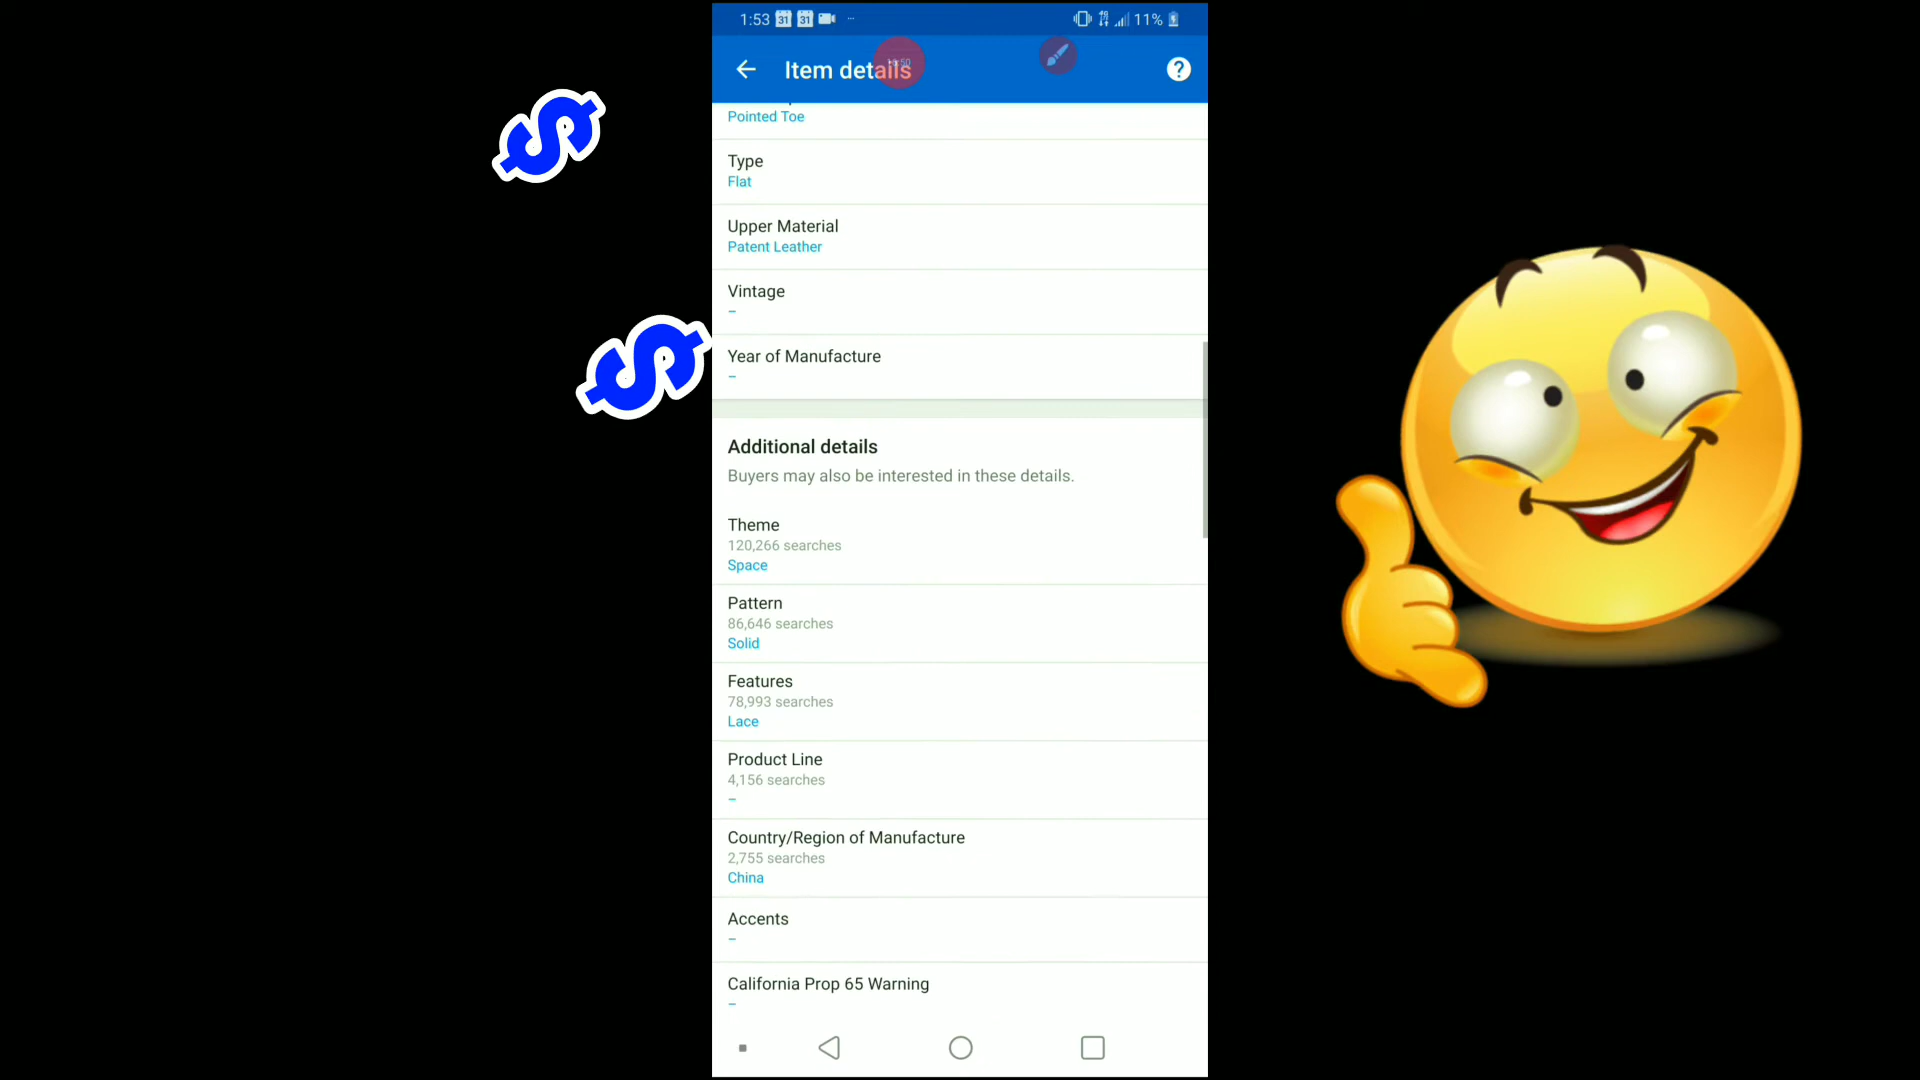 1:53 31 31 11%
Item details
Pointed Toe
Type
Flat
Upper Material
Patent Leather
Vintage
–
Year of Manufacture
–
Additional details
Buyers may also be interested in these details.
Theme
120,266 searches
Space
Pattern
86,646 searches
Solid
Features
78,993 searches
Lace
Product Line
4,156 searches
–
Country/Region of Manufacture
2,755 searches
China
Accents
–
California Prop 65 Warning
–
$
$